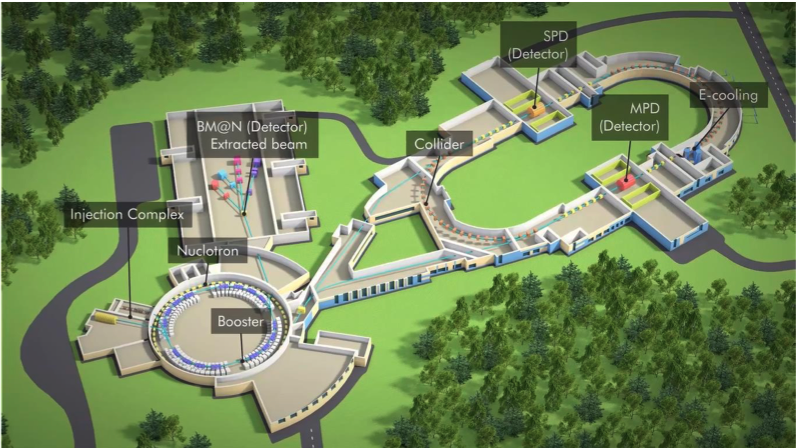 SPD
(Detector)
E-cooling
MPD
(Detector)
BM@N (Detector)
Extracted beam
Collider
Injection Complex
Nuclotron
Booster